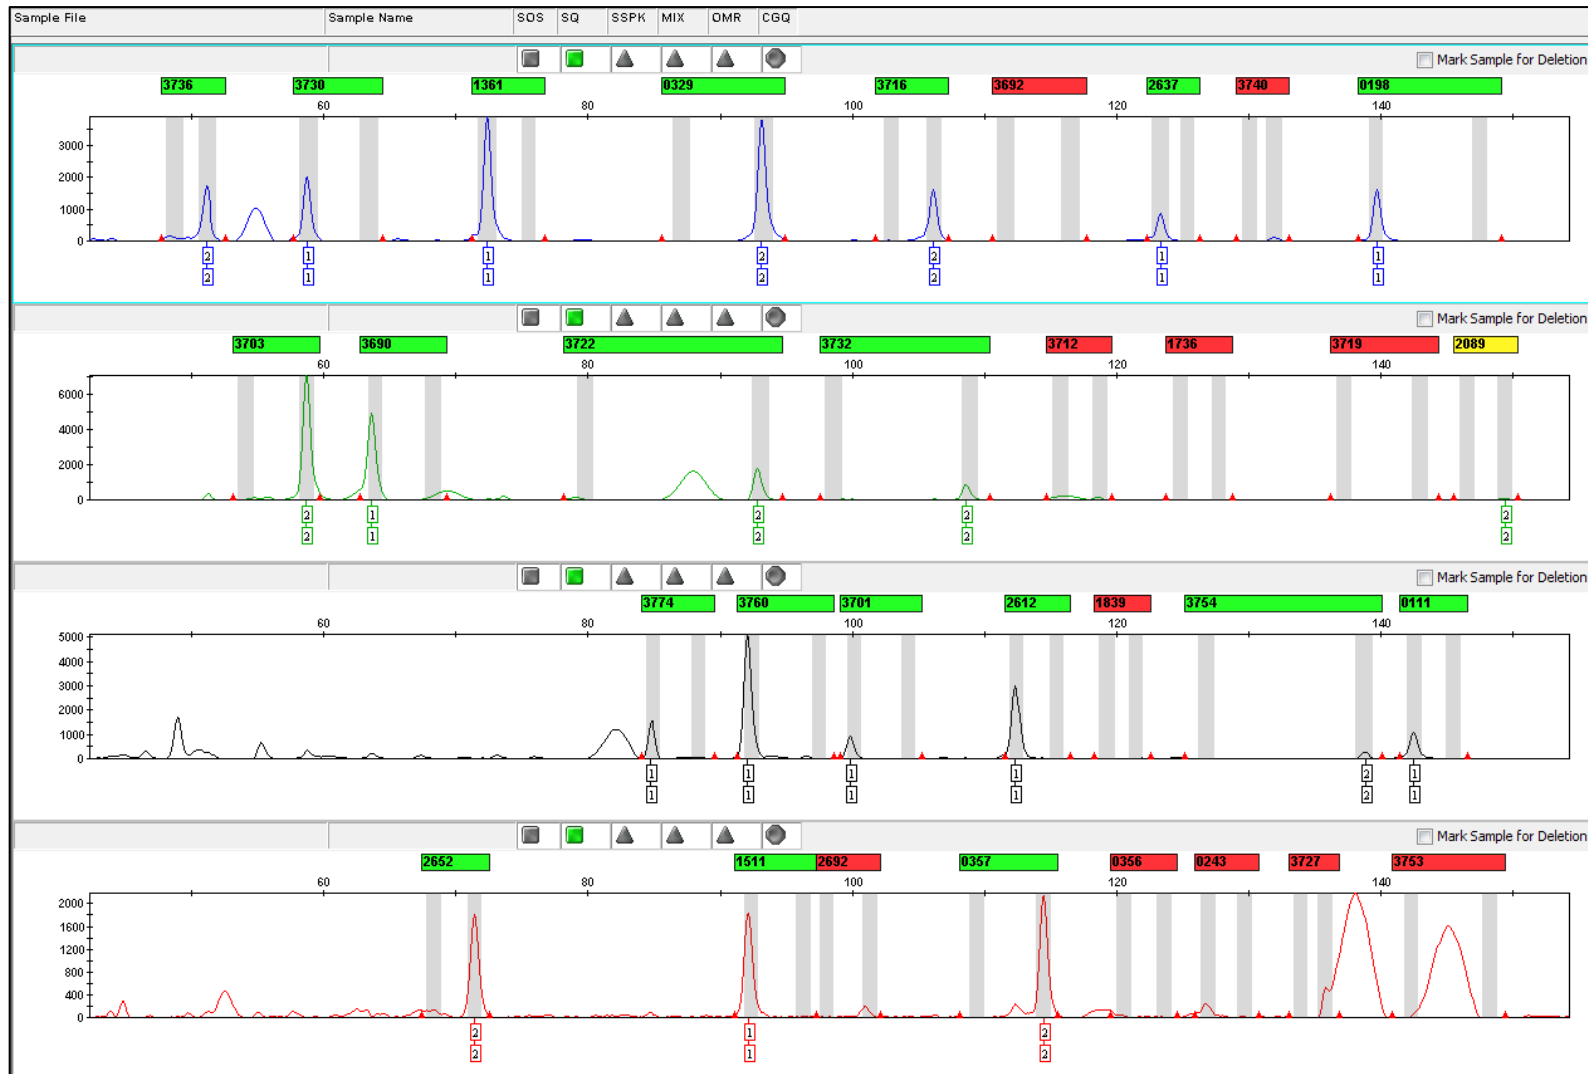 Sample File Sample Name SOS SQ SSPK MIX OMR CGQ
Mark Sample for Deletion
3736 3730 1361 0329 3716 3692 2637 3740 0198
60 80 100 120 140
3000
2000
1000
0
2 1 1 2 2 1 1
2 1 1 2 2 1 1
Mark Sample for Deletion
3703 3690 3722 3732 3712 1736 3719 2089
60 80 100 120 140
6000
4000
2000
0
2 1 2 2 2
2 1 2 2 2
Mark Sample for Deletion
3774 3760 3701 2612 1839 3754 0111
60 80 100 120 140
5000
4000
3000
2000
1000
0
1 1 1 1 2 1
1 1 1 1 2 1
Mark Sample for Deletion
2652 1511 2692 0357 0356 0243 3727 3753
60 80 100 120 140
2000
1600
1200
800
400
0
2 1 2
2 1 2